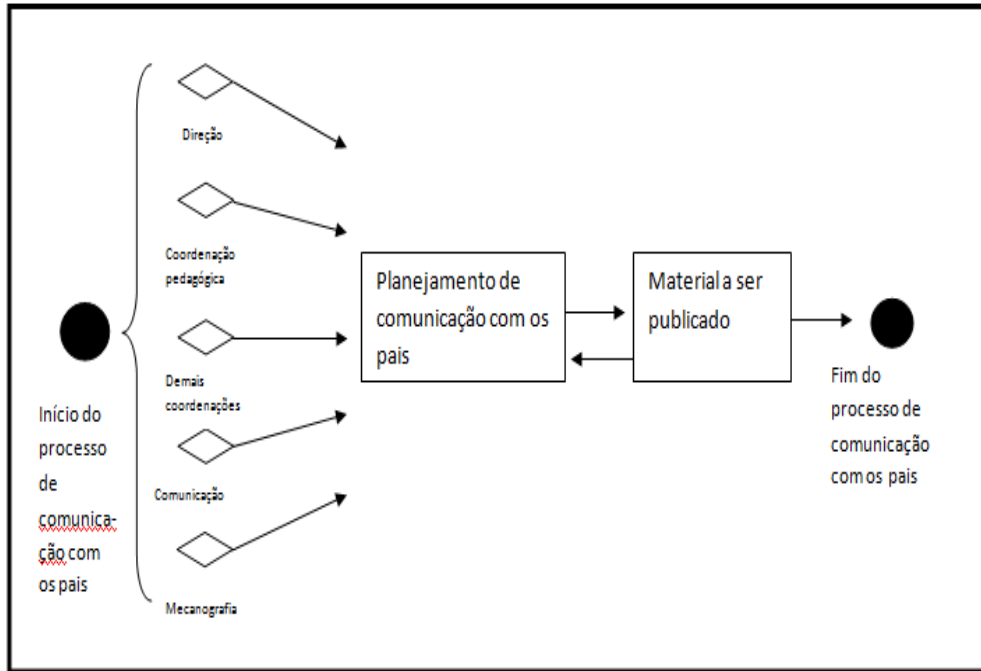 Direção
Coordenação
pedagógica
Demais
coordenações
Comunicação
Mecanografia
Início do
processo
de
comunica-
ção com
os pais
Planejamento de
comunicação com os
pais
Material a ser
publicado
Fim do
processo de
comunicação
com os pais